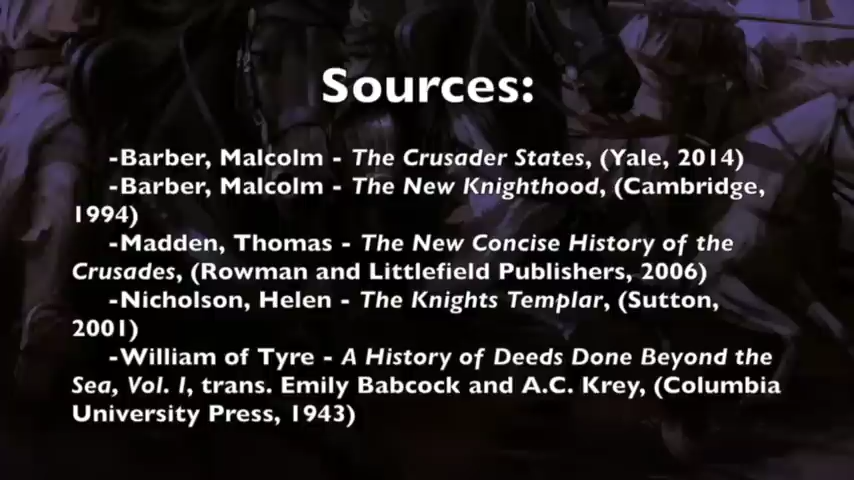 Sources:
-Barber, Malcolm - The Crusader States, (Yale, 2014)
-Barber, Malcolm - The New Knighthood, (Cambridge,
1994)
-Madden, Thomas - The New Concise History of the
Crusades, (Rowman and Littlefield Publishers, 2006)
-Nicholson, Helen - The Knights Templar, (Sutton,
2001)
-William of Tyre - A History of Deeds Done Beyond the
Sea, Vol. I, trans. Emily Babcock and A.C. Krey, (Columbia
University Press, 1943)